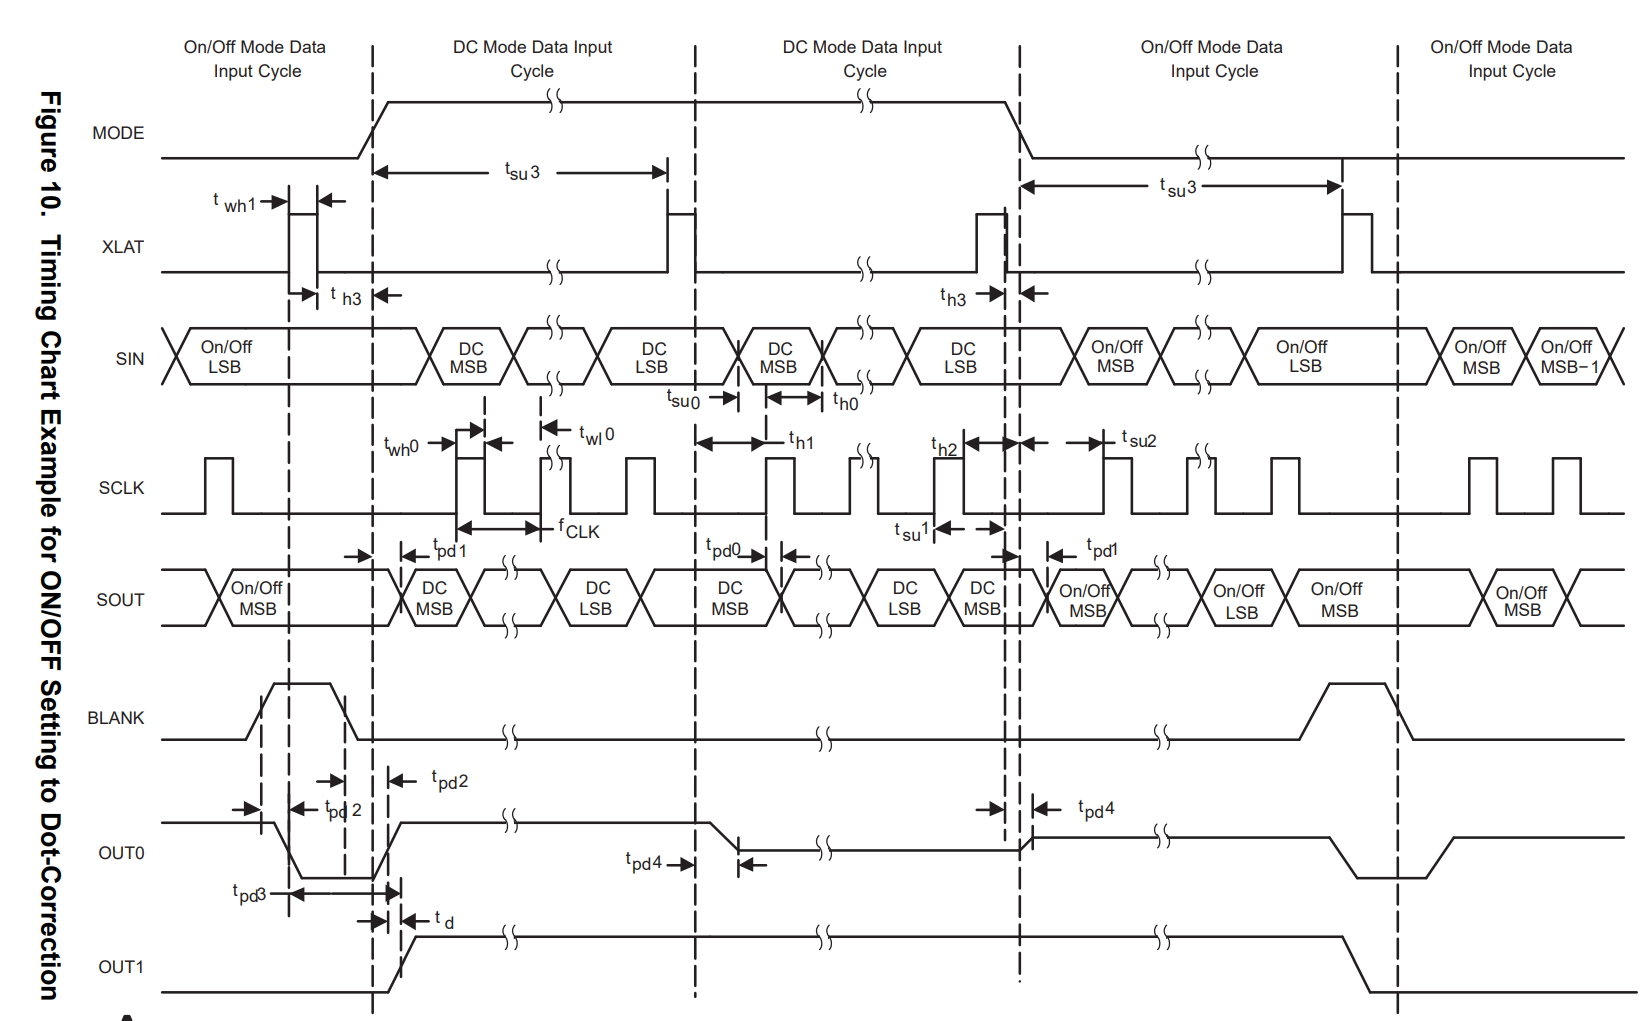 On/Off Mode Data
Input Cycle
DC Mode Data Input
Cycle
DC Mode Data Input
Cycle
On/Off Mode Data
Input Cycle
On/Off Mode Data
Input Cycle
Figure 10. Timing Chart Example for ON/OFF Setting to Dot-Correction
MODE
tsu3
tsu3
twh1
XLAT
th3
th3
SIN
On/Off
LSB
DC
MSB
DC
LSB
DC
MSB
DC
LSB
On/Off
MSB
On/Off
LSB
On/Off
MSB
On/Off
MSB−1
tsu0
th0
twh0
twl0
th1
th2
tsu2
SCLK
fCLK
tsu1
tpd1
tpd0
tpd1
SOUT
On/Off
MSB
DC
MSB
DC
LSB
DC
MSB
DC
LSB
DC
MSB
On/Off
MSB
On/Off
LSB
On/Off
MSB
On/Off
MSB
BLANK
tpd2
tpd2
tpd4
OUT0
tpd4
tpd3
td
OUT1